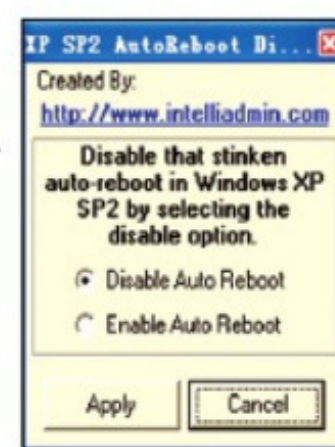 XP SP2 AutoReboot Di...
Created By:
http://www.intelliadmin.com
Disable that stinken
auto-reboot in Windows XP
SP2 by selecting the
disable option.
Disable Auto Reboot
Enable Auto Reboot
Apply
Cancel